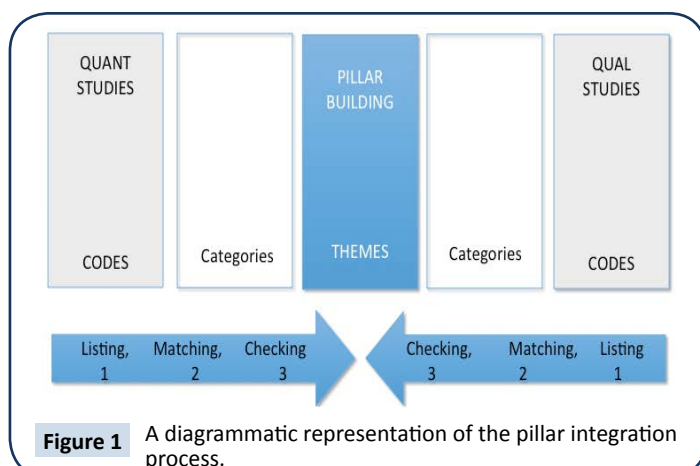 QUANT
STUDIES
CODES
Categories
PILLAR
BUILDING
THEMES
Categories
QUAL
STUDIES
CODES
Listing, Matching, Checking
1 2 3
Checking, Matching, Listing
3 2 1
Figure 1 A diagrammatic representation of the pillar integration
process.